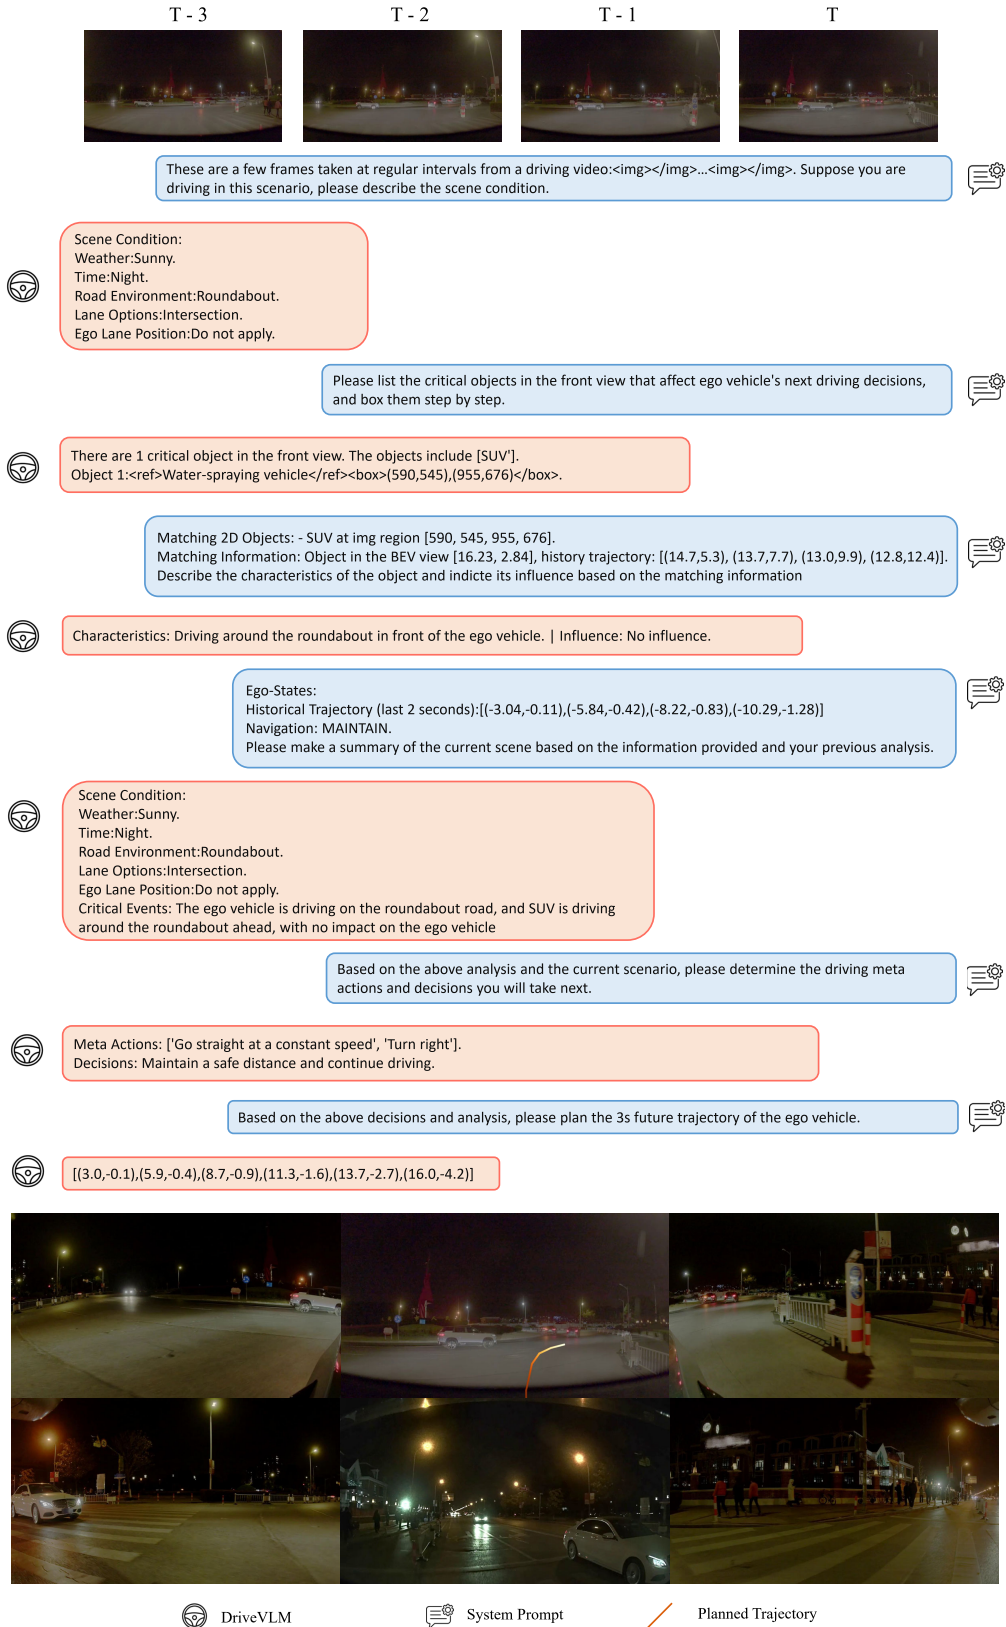 T - 3
T - 2
T - 1
T
These are a few frames taken at regular intervals from a driving video:<img></img>...<img></img>. Suppose you are
driving in this scenario, please describe the scene condition.
Scene Condition:
Weather:Sunny.
Time:Night.
Road Environment:Roundabout.
Lane Options:Intersection.
Ego Lane Position:Do not apply.
Please list the critical objects in the front view that affect ego vehicle's next driving decisions,
and box them step by step.
There are 1 critical object in the front view. The objects include [SUV'].
Object 1:<ref>Water-spraying vehicle</ref><box>(590,545),(955,676)</box>.
Matching 2D Objects: - SUV at img region [590, 545, 955, 676].
Matching Information: Object in the BEV view [16.23, 2.84], history trajectory: [(14.7,5.3), (13.7,7.7), (13.0,9.9), (12.8,12.4)].
Describe the characteristics of the object and indicte its influence based on the matching information
Characteristics: Driving around the roundabout in front of the ego vehicle. | Influence: No influence.
Ego-States:
Historical Trajectory (last 2 seconds):[(-3.04,-0.11),(-5.84,-0.42),(-8.22,-0.83),(-10.29,-1.28)]
Navigation: MAINTAIN.
Please make a summary of the current scene based on the information provided and your previous analysis.
Scene Condition:
Weather:Sunny.
Time:Night.
Road Environment:Roundabout.
Lane Options:Intersection.
Ego Lane Position:Do not apply.
Critical Events: The ego vehicle is driving on the roundabout road, and SUV is driving
around the roundabout ahead, with no impact on the ego vehicle
Based on the above analysis and the current scenario, please determine the driving meta
actions and decisions you will take next.
Meta Actions: ['Go straight at a constant speed', 'Turn right'].
Decisions: Maintain a safe distance and continue driving.
Based on the above decisions and analysis, please plan the 3s future trajectory of the ego vehicle.
[(3.0,-0.1),(5.9,-0.4),(8.7,-0.9),(11.3,-1.6),(13.7,-2.7),(16.0,-4.2)]
DriveVLM
System Prompt
Planned Trajectory